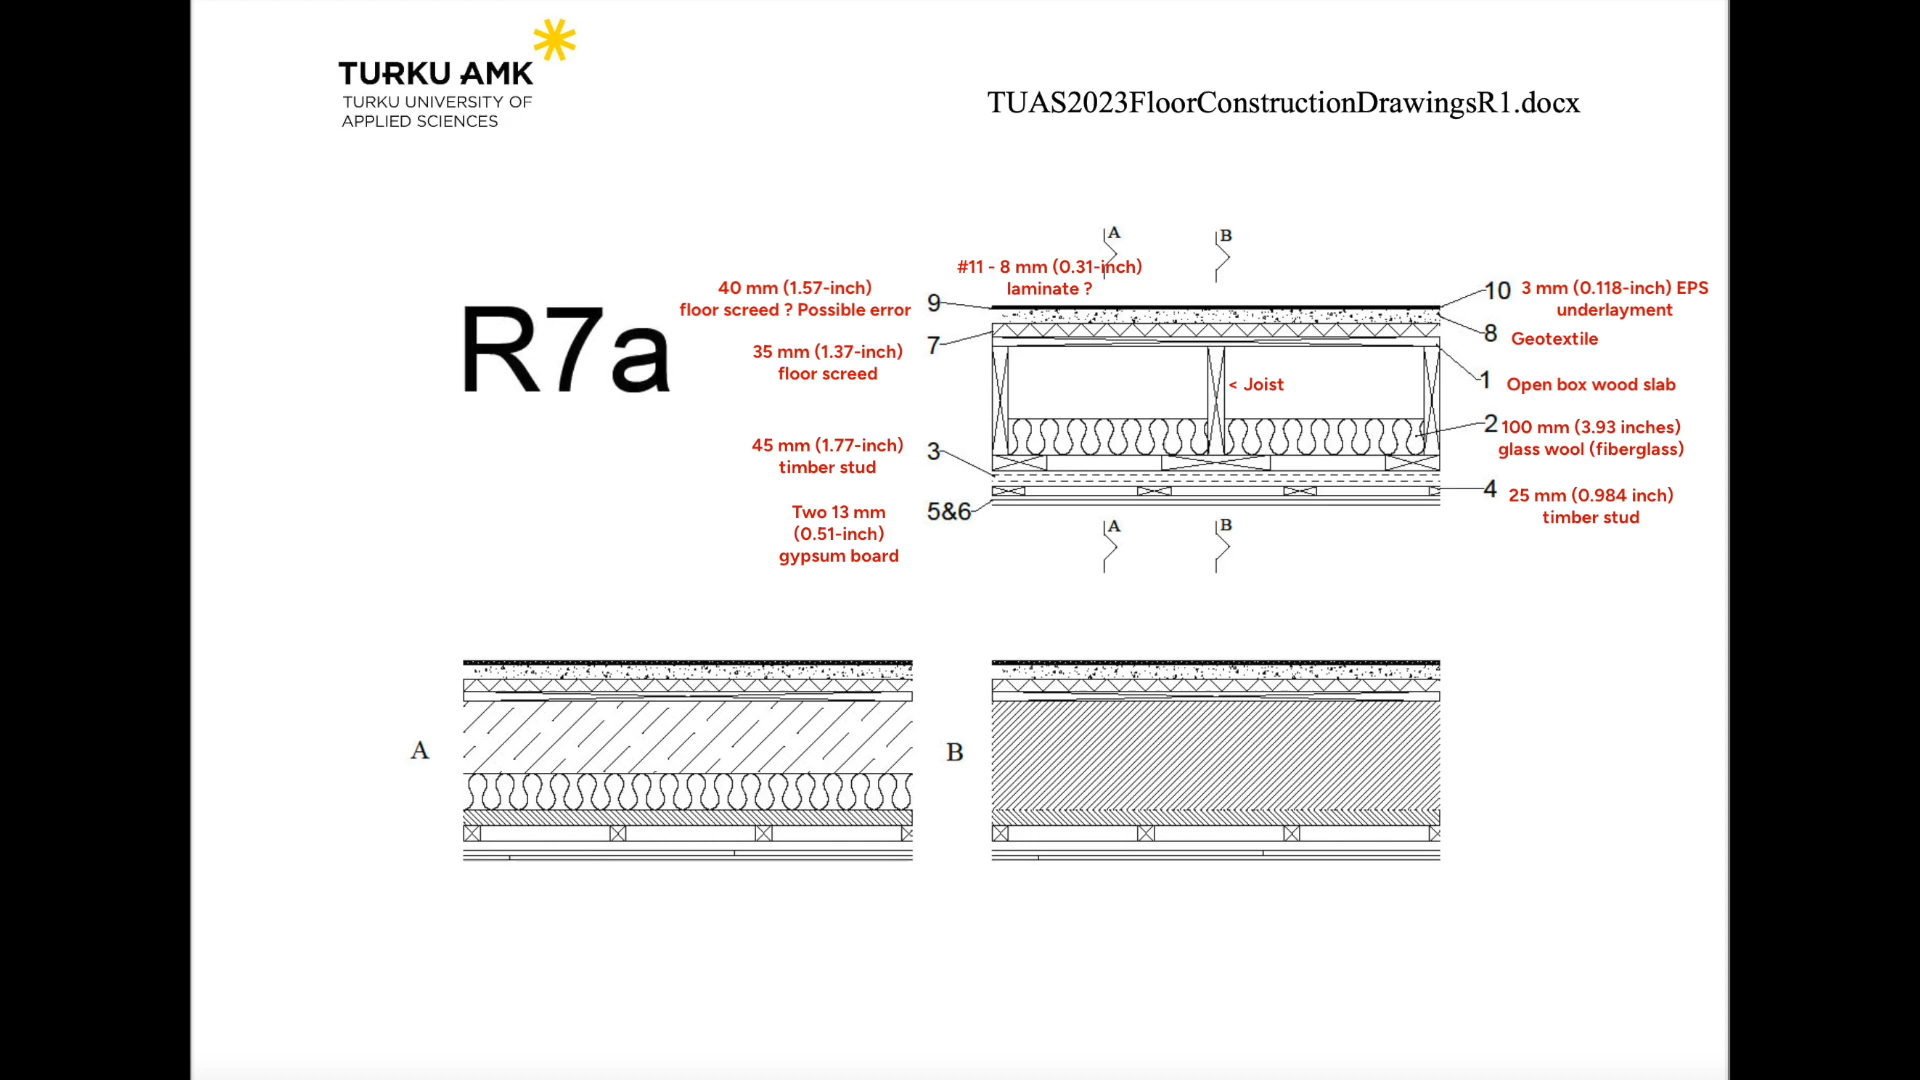 TURKU AMK
TURKU UNIVERSITY OF
APPLIED SCIENCES
TUAS2023FloorConstructionDrawingsR1.docx
R7a
A
B
#11 - 8 mm (0.31-inch)
laminate ?
40 mm (1.57-inch)
floor screed ? Possible error
9
10
3 mm (0.118-inch) EPS
underlayment
8
Geotextile
35 mm (1.37-inch)
floor screed
7
1
Open box wood slab
< Joist
2
100 mm (3.93 inches)
glass wool (fiberglass)
45 mm (1.77-inch)
timber stud
3
4
25 mm (0.984 inch)
timber stud
Two 13 mm
(0.51-inch)
gypsum board
5&6
A
B
A
B